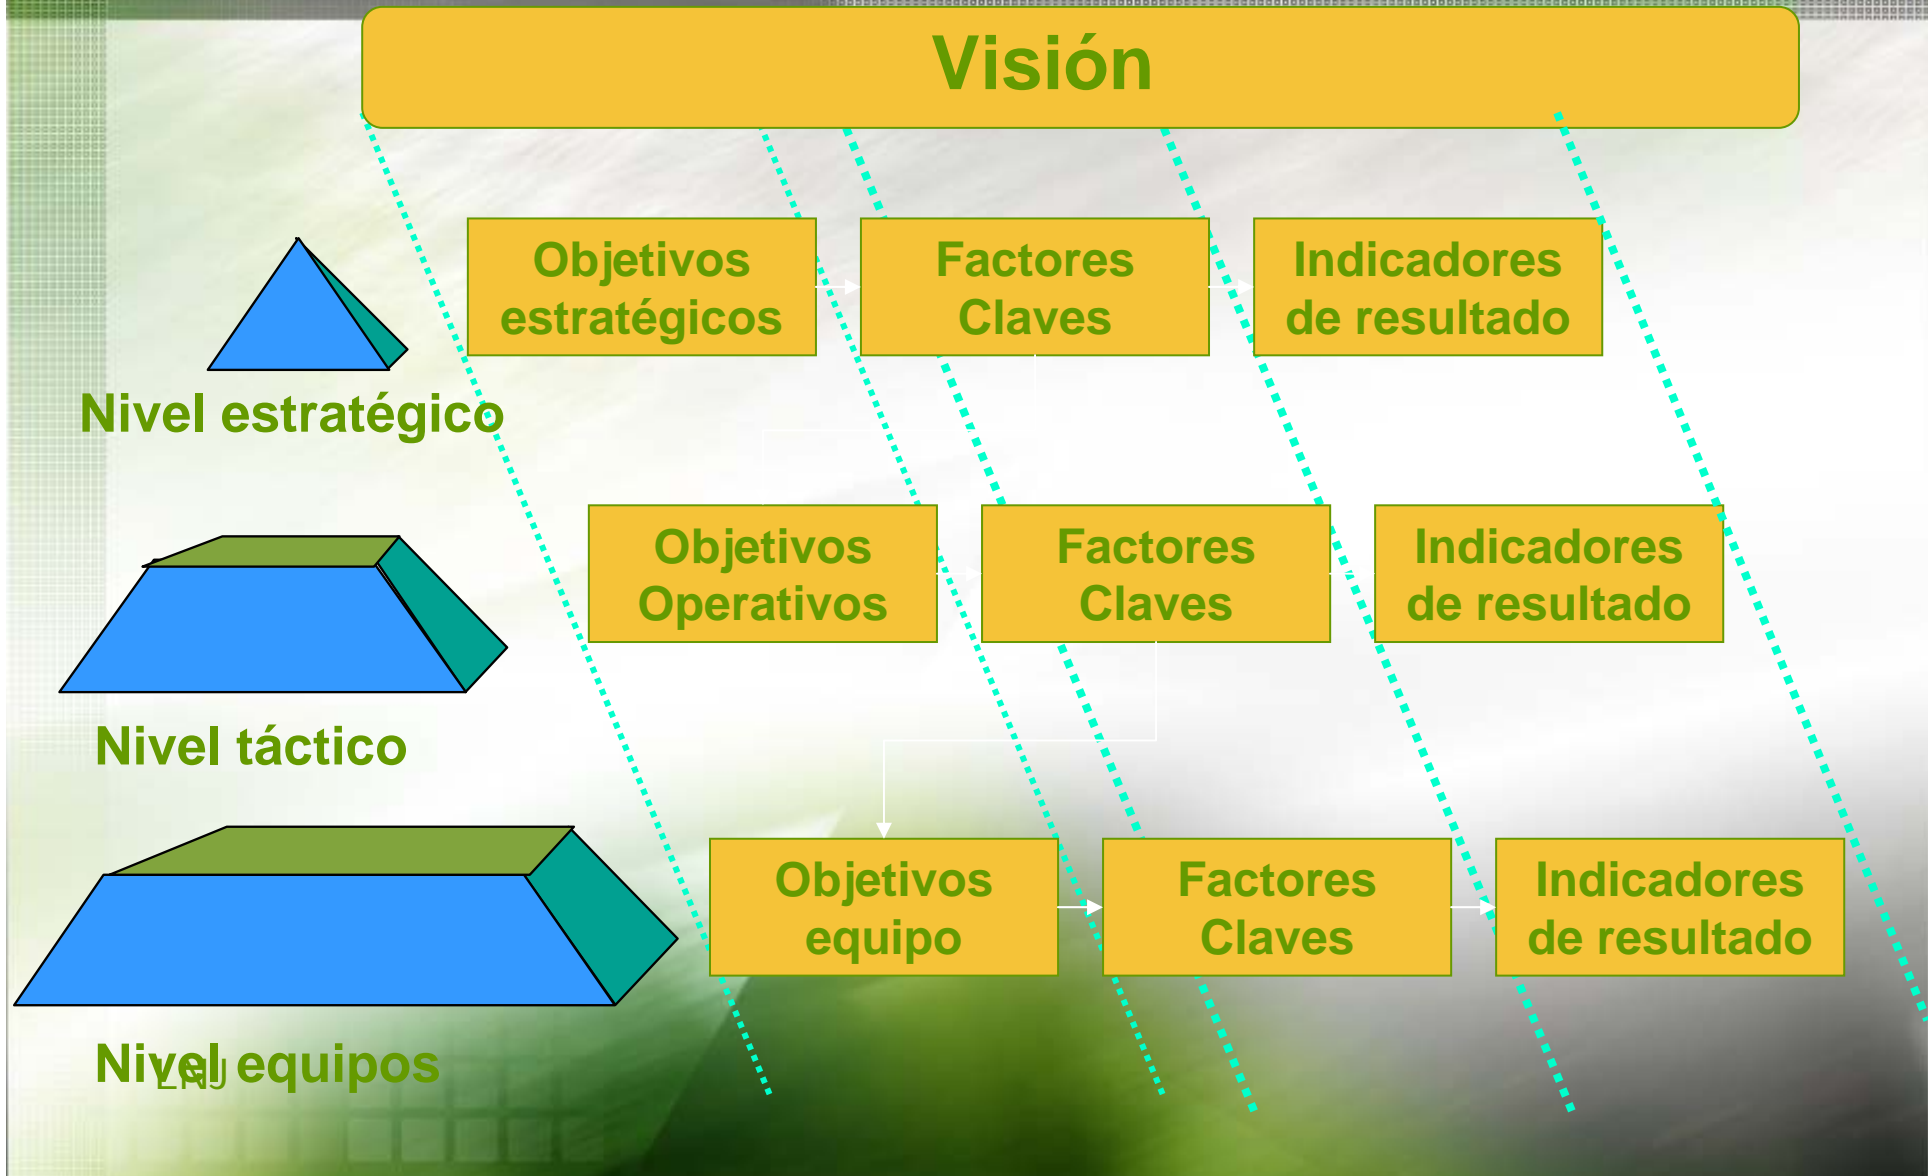 Visión
Objetivos
estratégicos
Factores
Claves
Indicadores
de resultado
Nivel estratégico
Objetivos
Operativos
Factores
Claves
Indicadores
de resultado
Nivel táctico
Objetivos
equipo
Factores
Claves
Indicadores
de resultado
Nivel equipos